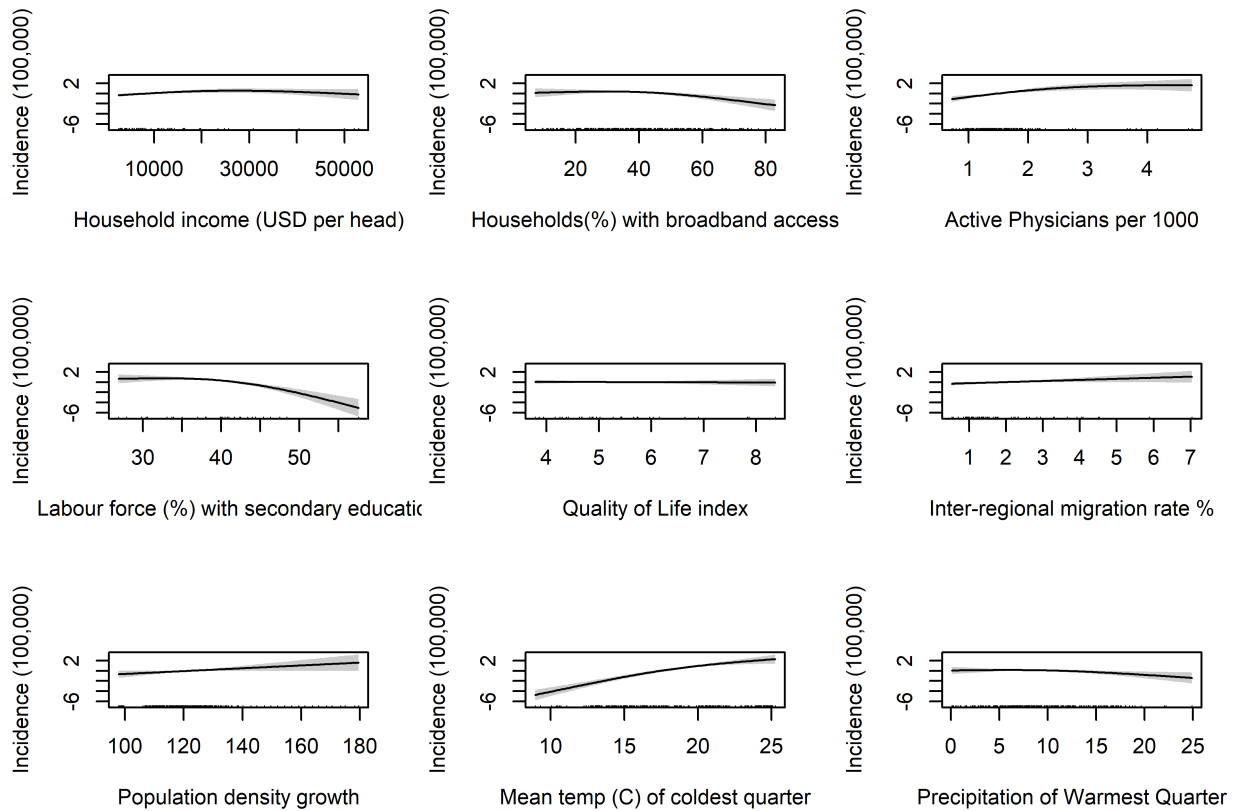 Incidence (100,000)
2
-6
10000 30000 50000
Household income (USD per head)
Incidence (100,000)
2
-6
20 40 60 80
Households(%) with broadband access
Incidence (100,000)
2
-6
1 2 3 4
Active Physicians per 1000
Incidence (100,000)
2
-6
30 40 50
Labour force (%) with secondary educatic
Incidence (100,000)
2
-6
4 5 6 7 8
Quality of Life index
Incidence (100,000)
2
-6
1 2 3 4 5 6 7
Inter-regional migration rate %
Incidence (100,000)
2
-6
100 120 140 160 180
Population density growth
Incidence (100,000)
2
-6
10 15 20 25
Mean temp (C) of coldest quarter
Incidence (100,000)
2
-6
0 5 10 15 20 25
Precipitation of Warmest Quarter